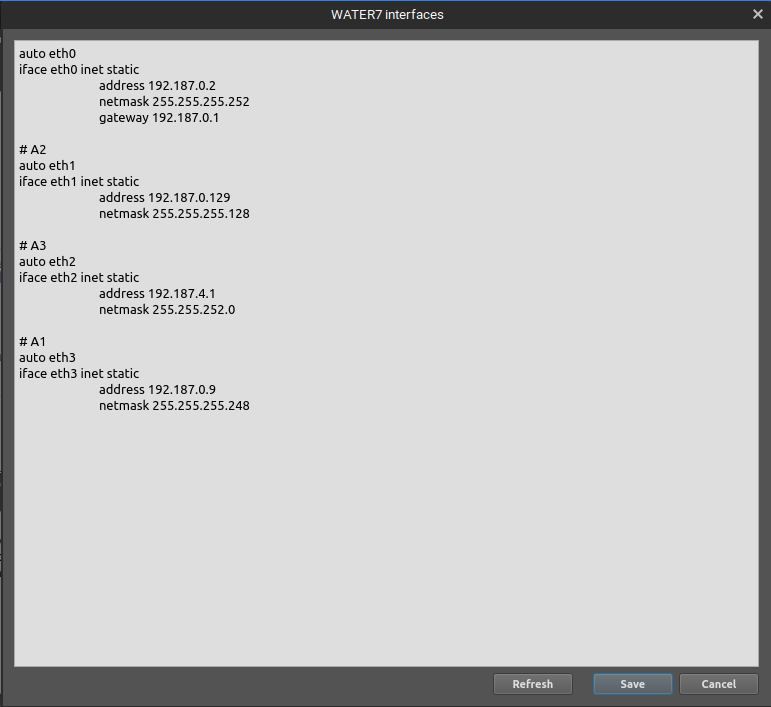 WATER7 interfaces
auto eth0
iface eth0 inet static
address 192.187.0.2
netmask 255.255.255.252
gateway 192.187.0.1
# A2
auto eth1
iface eth1 inet static
address 192.187.0.129
netmask 255.255.255.128
# A3
auto eth2
iface eth2 inet static
address 192.187.4.1
netmask 255.255.252.0
# A1
auto eth3
iface eth3 inet static
address 192.187.0.9
netmask 255.255.255.248
Refresh Save Cancel